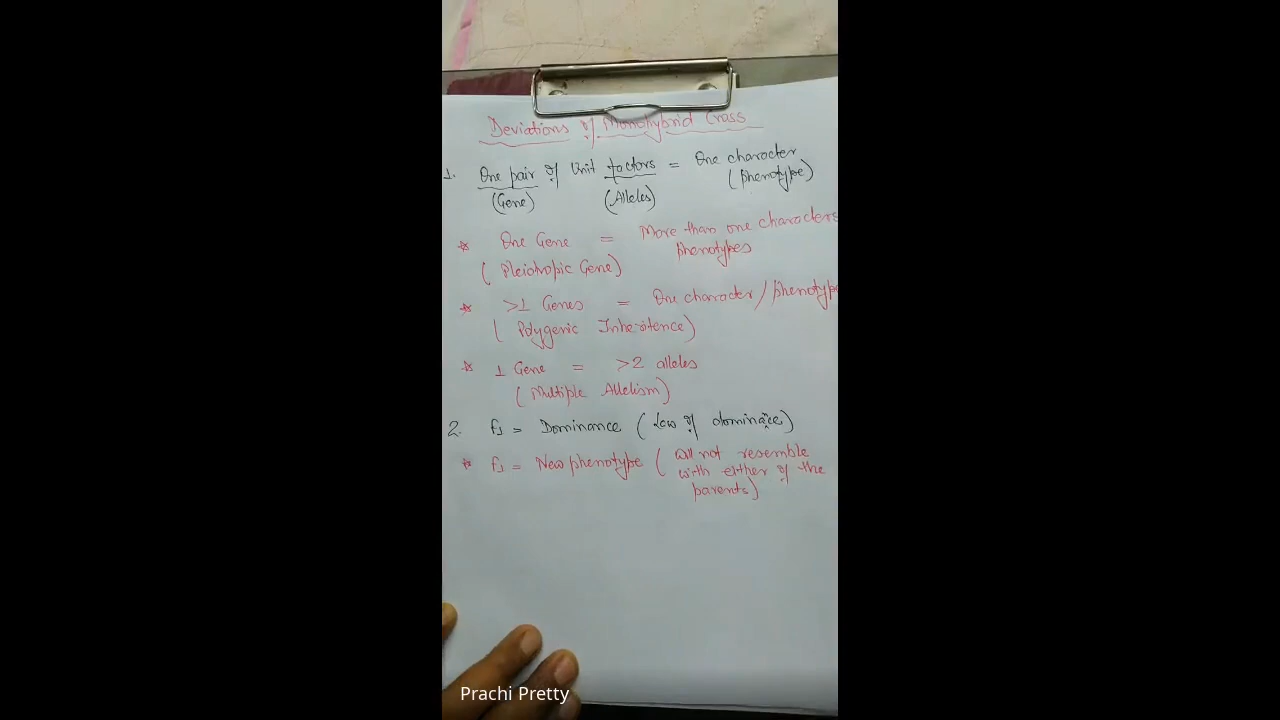 Deviations of Monohybrid Cross
1. One pair of Unit factors = One character
(Gene) (Alleles) (phenotype)
* One Gene = More than one characters
(Pleiotropic Gene) phenotypes
* >1 Genes = One character/phenotype
(Polygenic Inheritence)
* 1 Gene = >2 alleles
(Multiple Allelism)
2. F1 = Dominance (Law of dominace)
* F1 = New phenotype (will not resemble
with either of the
parents)
Prachi Pretty